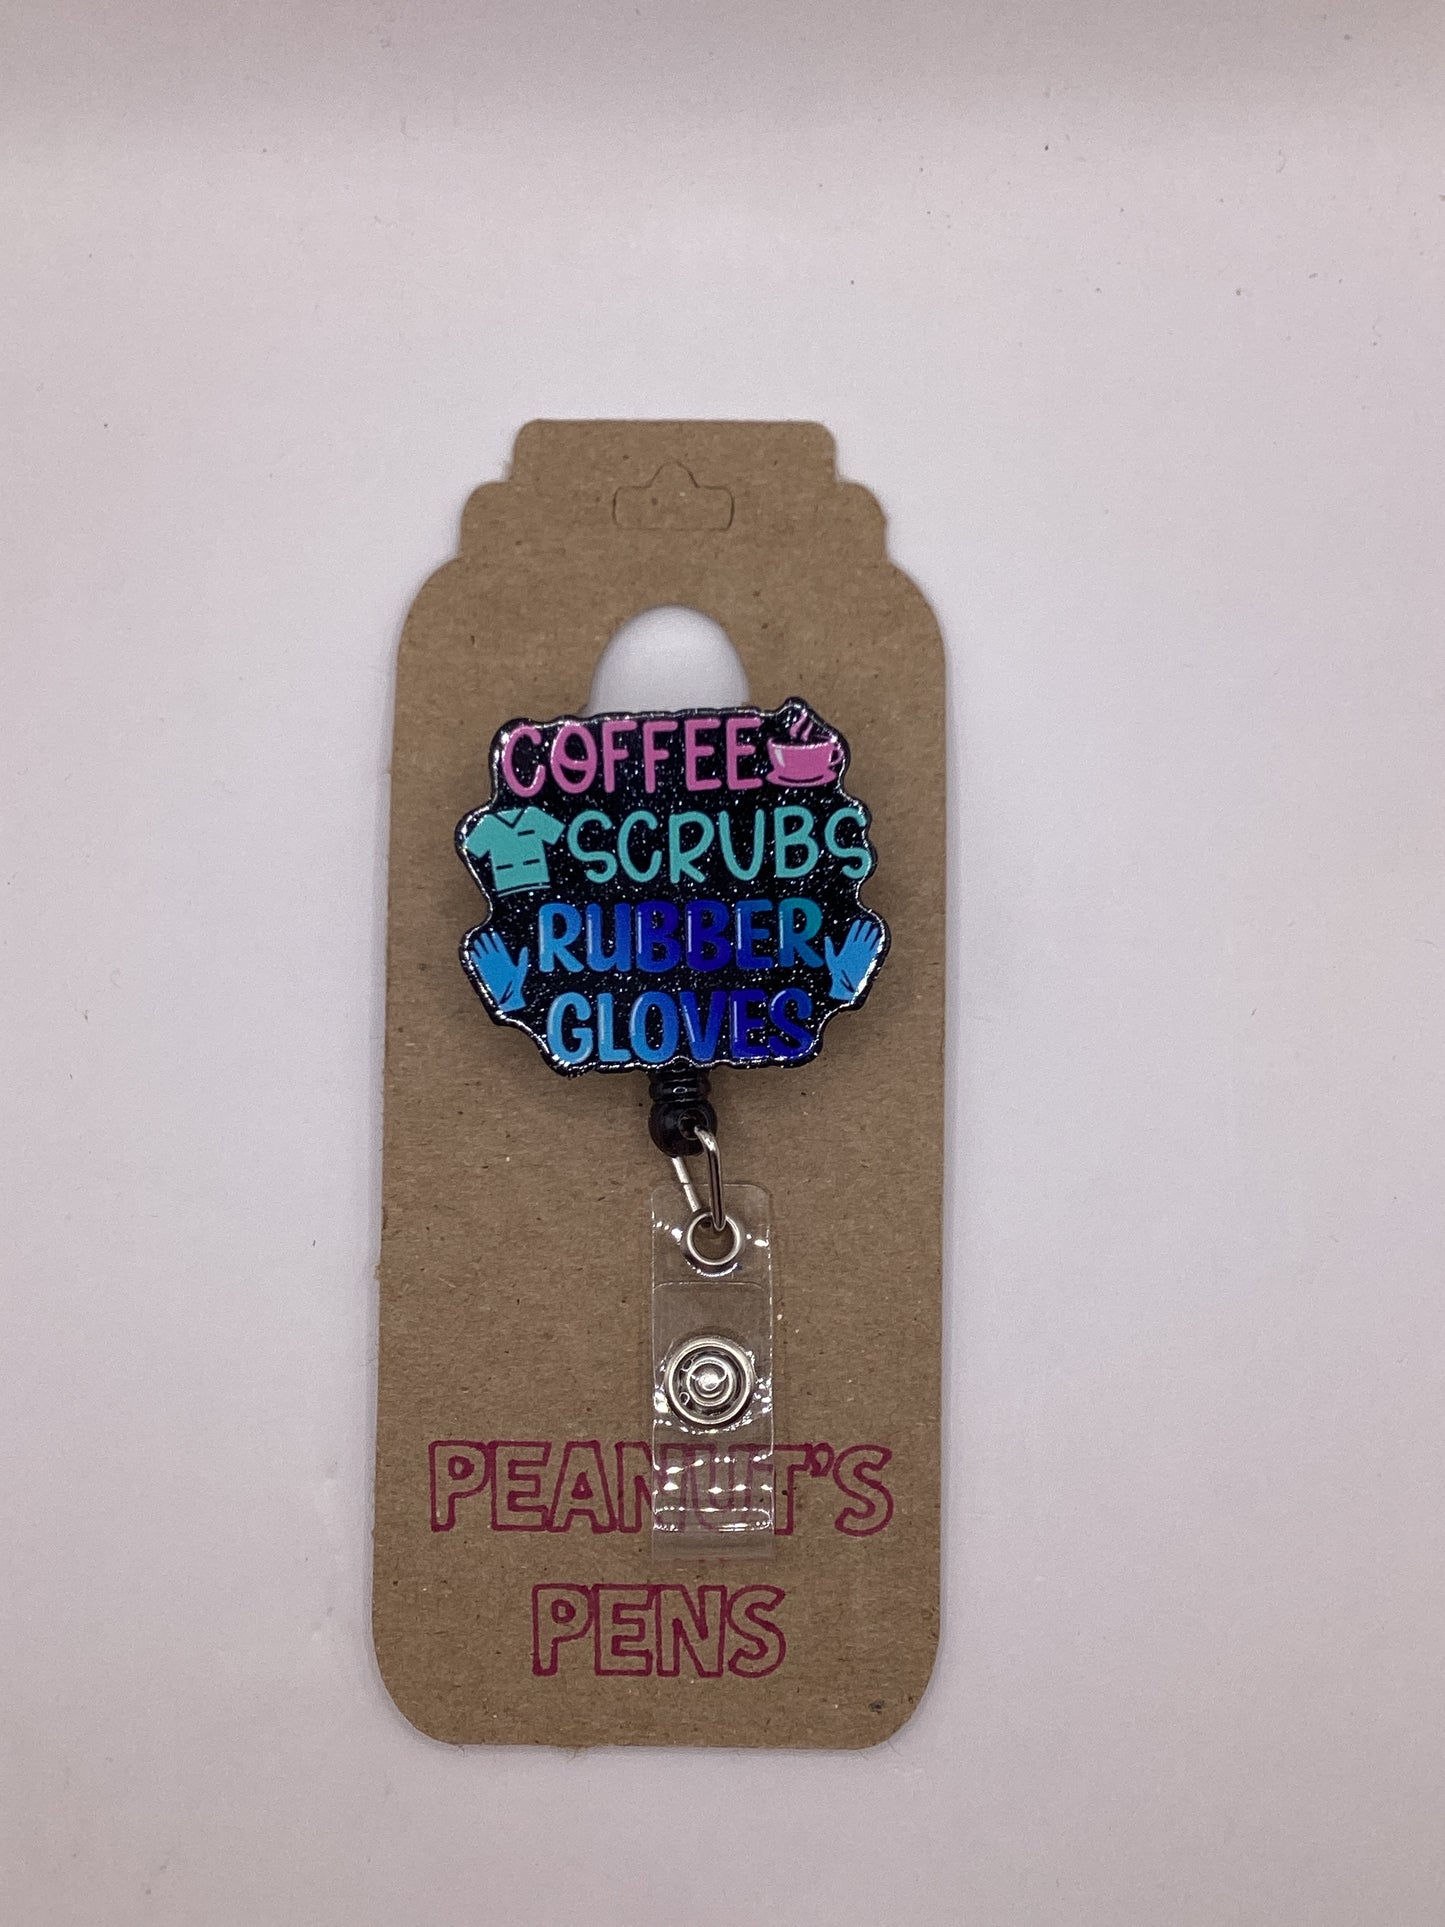 COFFEE
SCRUBS
RUBBER
GLOVES
PEANUT'S
PENS